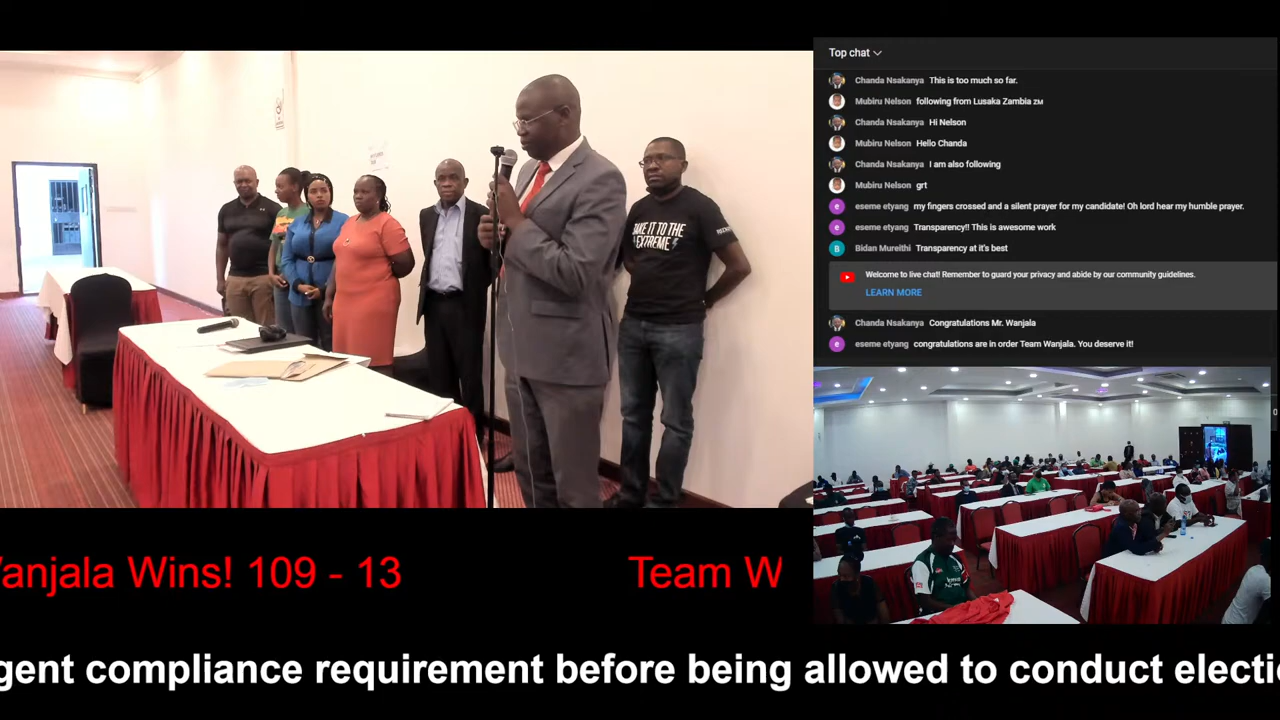 Top chat
Chanda Nsakanya This is too much so far.
Mubiru Nelson following from Lusaka Zambia ZM
Chanda Nsakanya Hi Nelson
Mubiru Nelson Hello Chanda
Chanda Nsakanya I am also following
Mubiru Nelson grt
e eseme etyang my fingers crossed and a silent prayer for my candidate! Oh lord hear my humble prayer.
e eseme etyang Transparency!! This is awesome work
B Bidan Mureithi Transparency at it's best
Welcome to live chat! Remember to guard your privacy and abide by our community guidelines.
LEARN MORE
Chanda Nsakanya Congratulations Mr. Wanjala
e eseme etyang congratulations are in order Team Wanjala. You deserve it!
TAKE IT TO THE
EXTREME
anjala Wins! 109 - 13 Team W
gent compliance requirement before being allowed to conduct electi